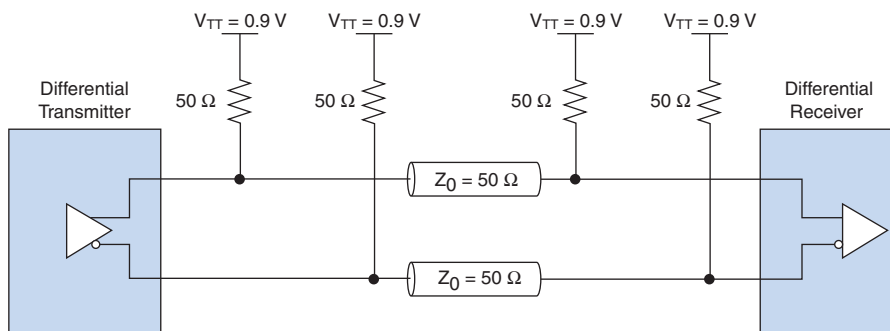 VTT = 0.9 V
VTT = 0.9 V
VTT = 0.9 V
VTT = 0.9 V
Differential
Transmitter
50 Ω
50 Ω
50 Ω
50 Ω
Differential
Receiver
Z0 = 50 Ω
Z0 = 50 Ω